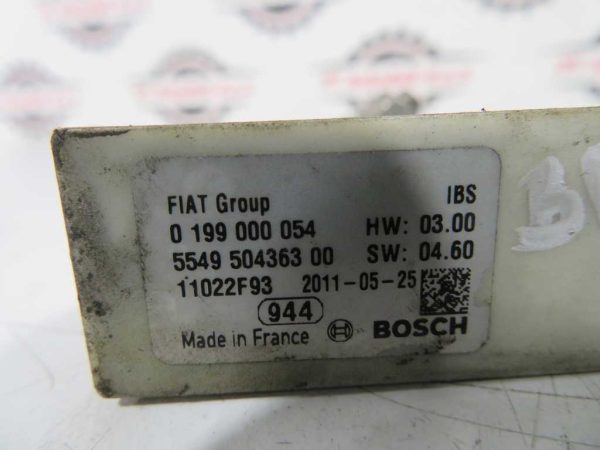 FIAT Group IBS
0 199 000 054 HW: 03.00
5549 504363 00 SW: 04.60
11022F93 2011-05-25
944
Made in France BOSCH